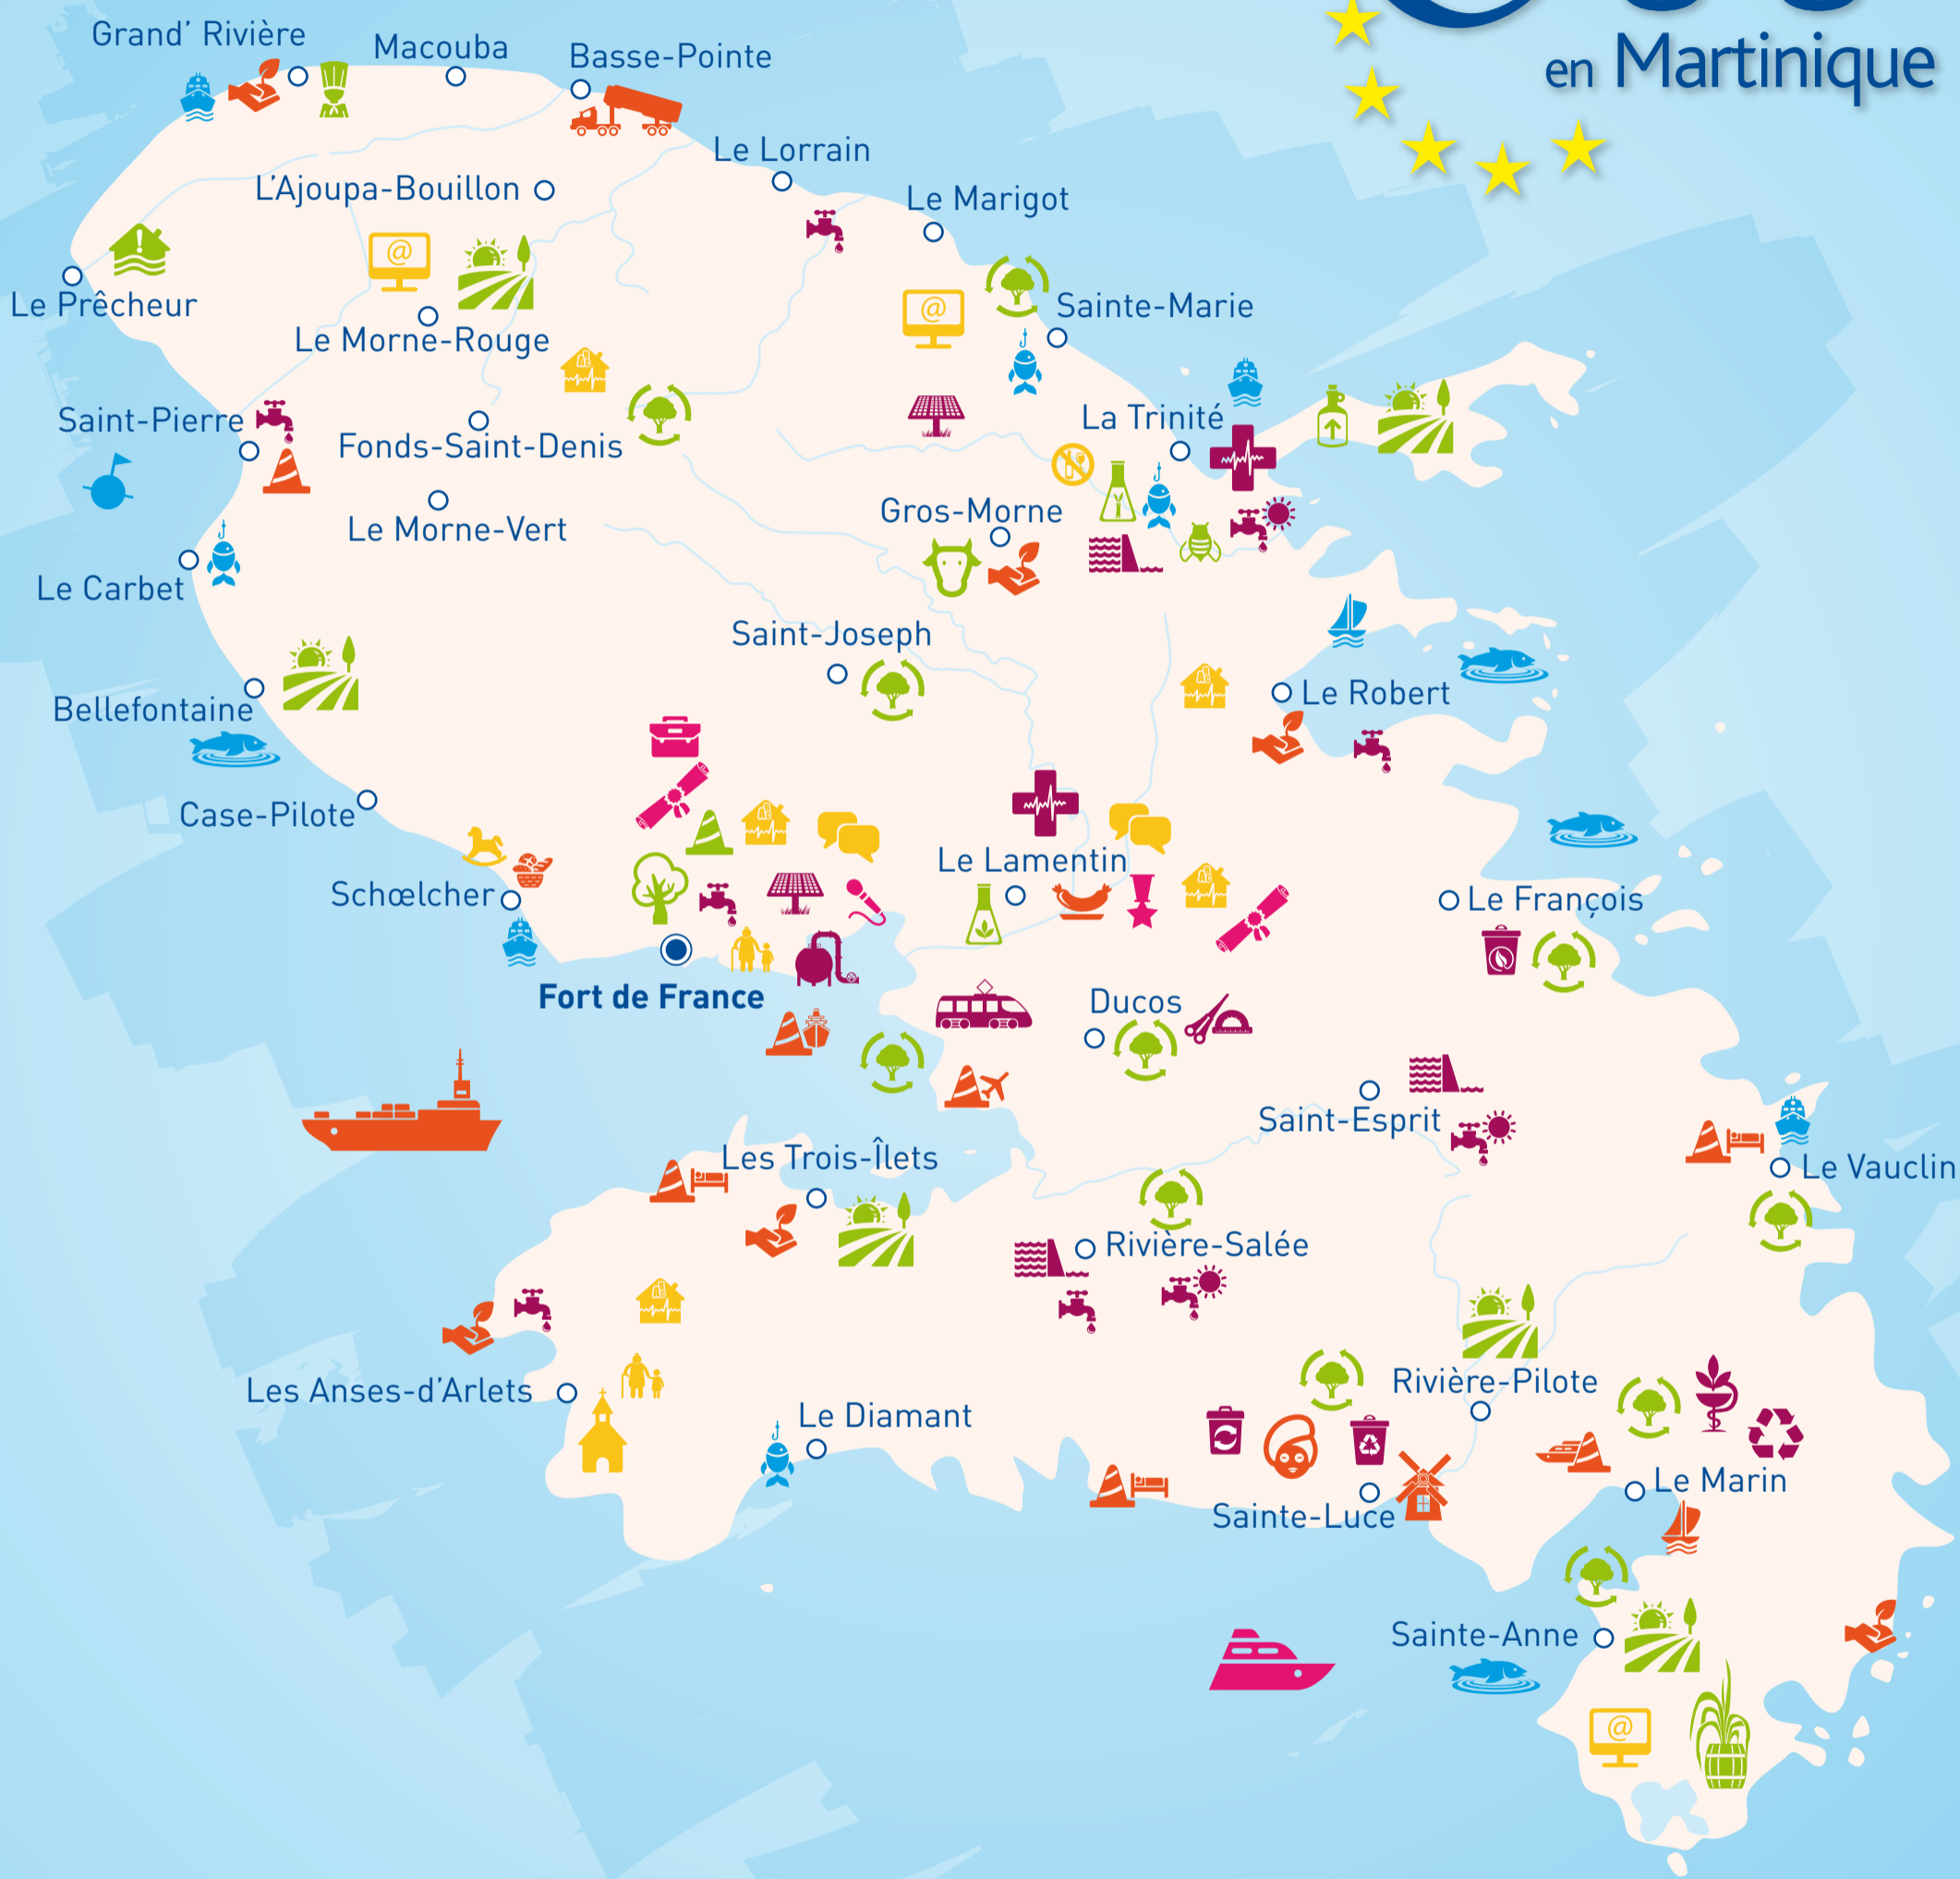 en Martinique
Grand' Rivière
Macouba
Basse-Pointe
Le Lorrain
L'Ajoupa-Bouillon
Le Marigot
@
Le Prêcheur
@
Sainte-Marie
Le Morne-Rouge
Saint-Pierre
La Trinité
Fonds-Saint-Denis
Gros-Morne
Le Morne-Vert
Le Carbet
Saint-Joseph
Le Robert
Bellefontaine
Case-Pilote
Le Lamentin
Schœlcher
Le François
Fort de France
Ducos
Saint-Esprit
Les Trois-Îlets
Le Vauclin
Rivière-Salée
Rivière-Pilote
Les Anses-d'Arlets
Le Diamant
Le Marin
Sainte-Luce
Sainte-Anne
@